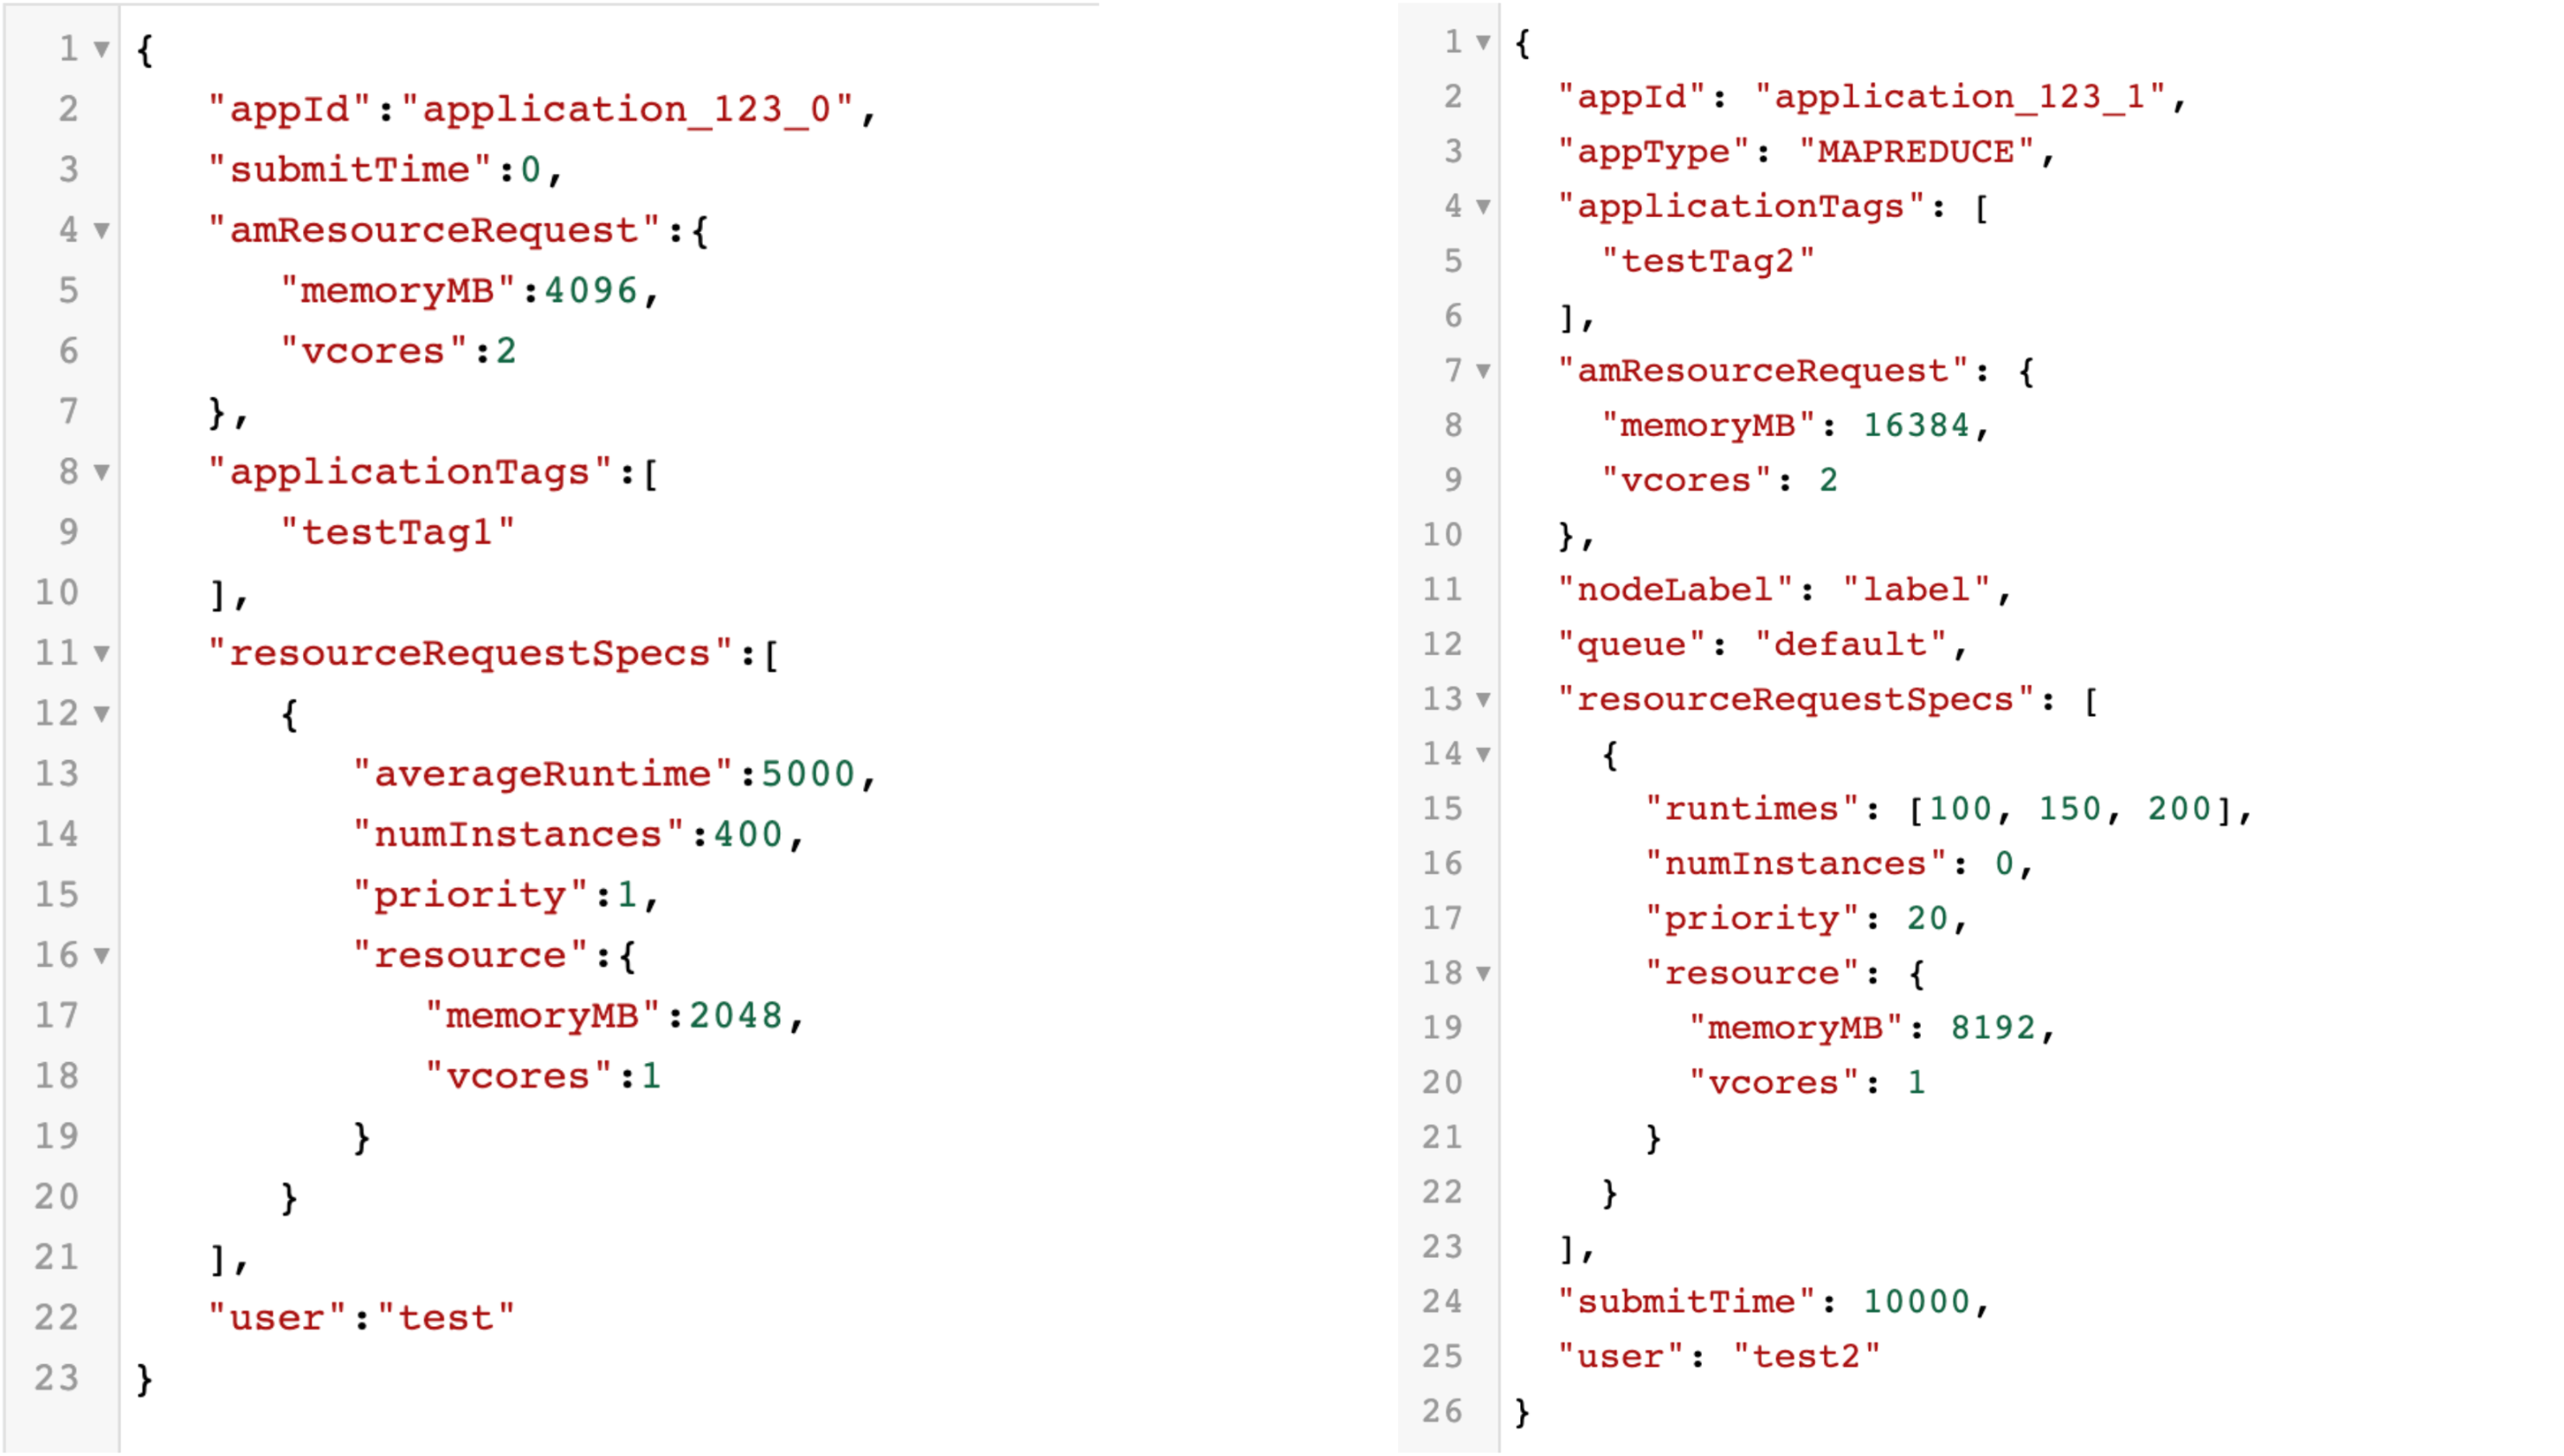 1 ▼ {
2 "appId":"application_123_0",
3 "submitTime":0,
4 ▼ "amResourceRequest":{
5 "memoryMB":4096,
6 "vcores":2
7 },
8 ▼ "applicationTags":[
9 "testTag1"
10 ],
11 ▼ "resourceRequestSpecs":[
12 ▼ {
13 "averageRuntime":5000,
14 "numInstances":400,
15 "priority":1,
16 ▼ "resource":{
17 "memoryMB":2048,
18 "vcores":1
19 }
20 }
21 ],
22 "user":"test"
23 }
1 ▼ {
2 "appId": "application_123_1",
3 "appType": "MAPREDUCE",
4 ▼ "applicationTags": [
5 "testTag2"
6 ],
7 ▼ "amResourceRequest": {
8 "memoryMB": 16384,
9 "vcores": 2
10 },
11 "nodeLabel": "label",
12 "queue": "default",
13 ▼ "resourceRequestSpecs": [
14 ▼ {
15 "runtimes": [100, 150, 200],
16 "numInstances": 0,
17 "priority": 20,
18 ▼ "resource": {
19 "memoryMB": 8192,
20 "vcores": 1
21 }
22 }
23 ],
24 "submitTime": 10000,
25 "user": "test2"
26 }